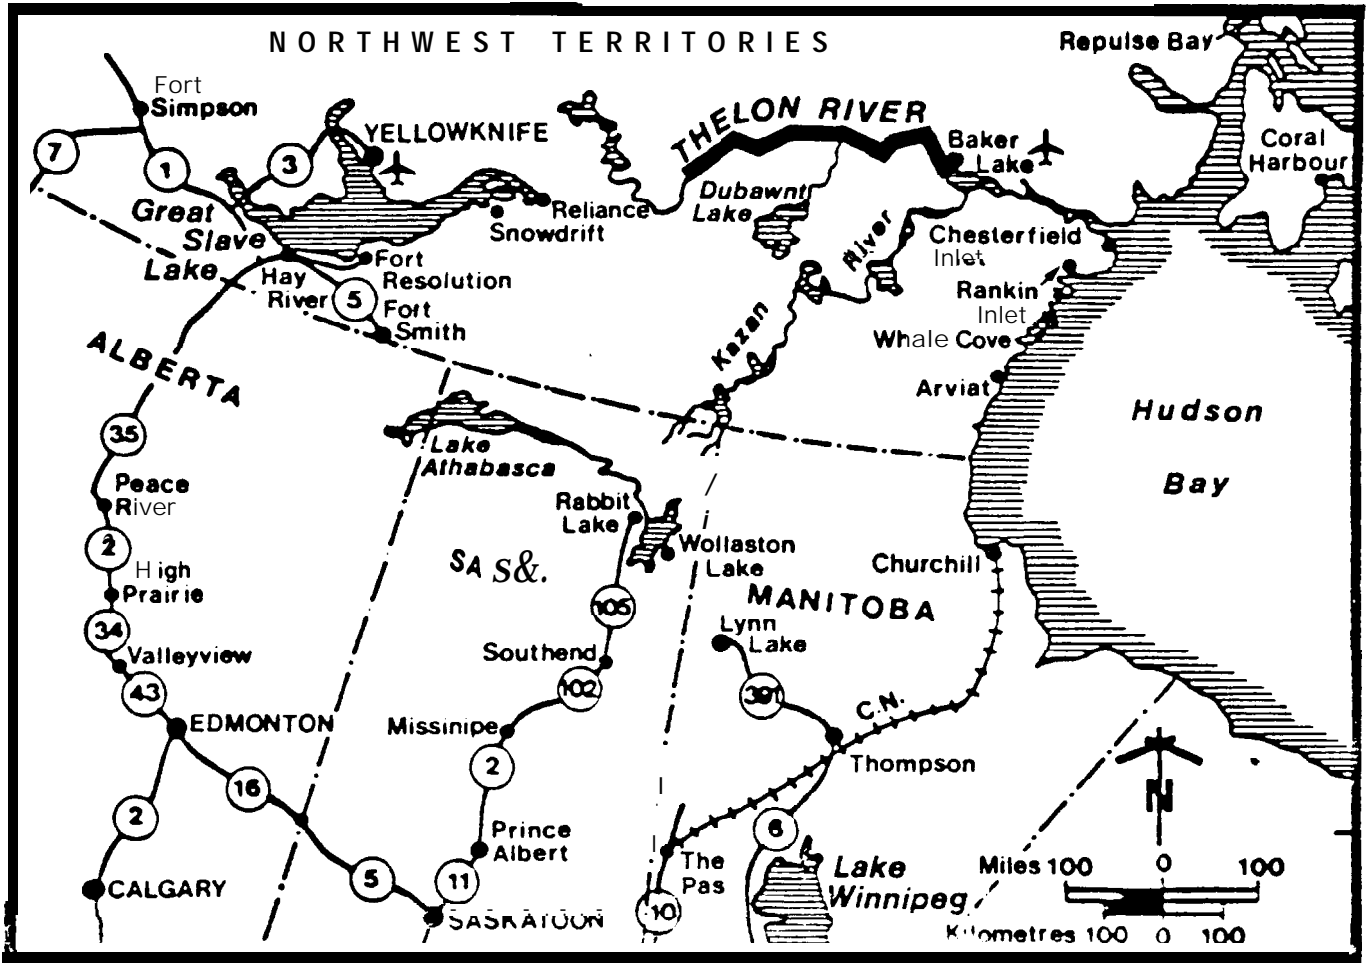 NORTHWEST TERRITORIES
Repulse Bay
Fort
Simpson
THELON RIVER
YELLOWKNIFE
Baker
Lake
Coral
Harbour
7
1
3
Great
Slave
Lake
Reliance
Snowdrift
Dubawnt
Lake
River
Chesterfield
Inlet
Hay
River
Fort
Resolution
5
Fort
Smith
Rankin
Inlet
Kazan
Whale Cove
ALBERTA
Arviat
Hudson
Bay
35
Lake
Athabasca
Peace
River
Rabbit
Lake
2
High
Prairie
SA s&.
Wollaston
Lake
Churchill
MANITOBA
105
34
Valleyview
Southend
Lynn
Lake
43
102
391
C.N.
EDMONTON
Missinipe
Thompson
2
16
2
6
N
Prince
Albert
The
Pas
Lake
Winnipeg
Miles 100 0 100
CALGARY
5
11
10
SASKATOON
Kilometres 100 0 100